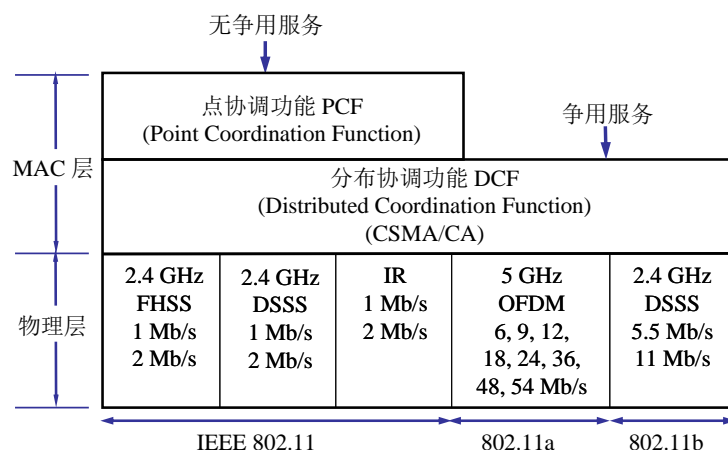 无争用服务
点协调功能 PCF
(Point Coordination Function)
争用服务
MAC 层
分布协调功能 DCF
(Distributed Coordination Function)
(CSMA/CA)
物理层
2.4 GHz
FHSS
1 Mb/s
2 Mb/s
2.4 GHz
DSSS
1 Mb/s
2 Mb/s
IR
1 Mb/s
2 Mb/s
5 GHz
OFDM
6, 9, 12,
18, 24, 36,
48, 54 Mb/s
2.4 GHz
DSSS
5.5 Mb/s
11 Mb/s
IEEE 802.11
802.11a
802.11b